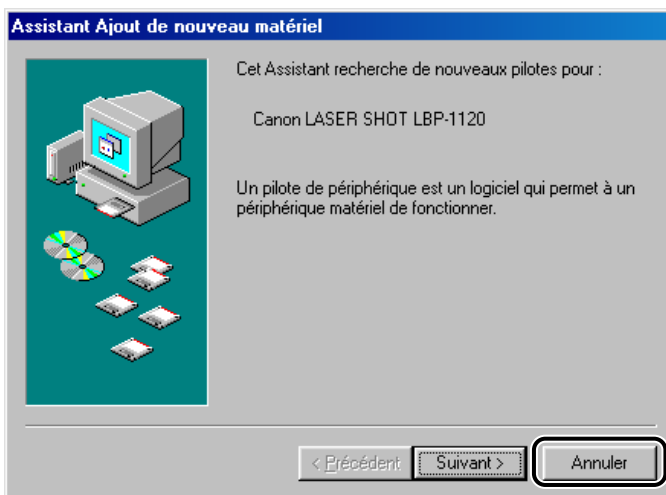 Assistant Ajout de nouveau matériel
Cet Assistant recherche de nouveaux pilotes pour :
Canon LASER SHOT LBP-1120
Un pilote de périphérique est un logiciel qui permet à un
périphérique matériel de fonctionner.
< Précédent Suivant > Annuler